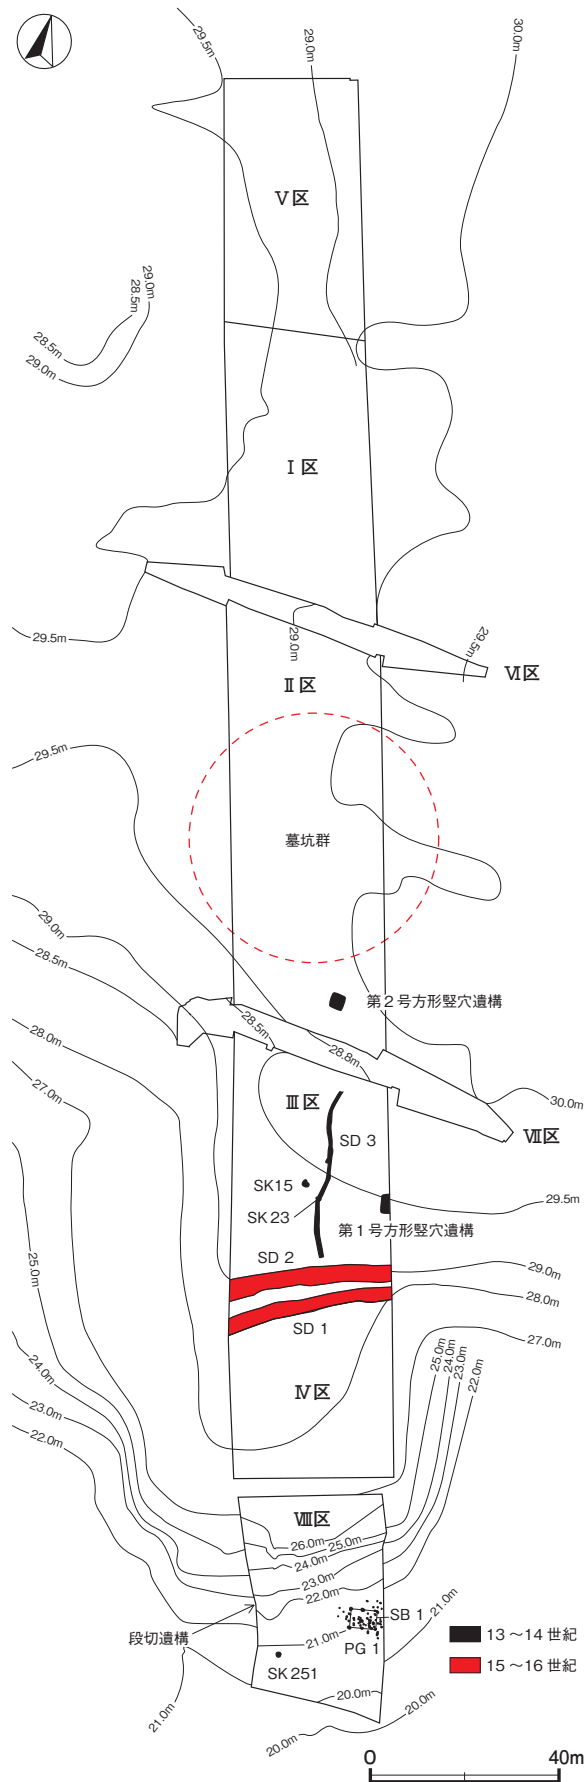 29.5m
29.0m
30.0m
Ⅴ区
29.0m
28.5m
28.5m
29.0m
Ⅰ区
29.5m
29.0m
29.5m
Ⅵ区
Ⅱ区
29.5m
墓坑群
29.0m
28.5m
第２号方形竪穴遺構
28.5m
28.8m
28.0m
27.0m
30.0m
Ⅲ区
Ⅶ区
SD 3
SK15
29.5m
SK23
第１号方形竪穴遺構
SD 2
25.0m
29.0m
28.0m
SD 1
27.0m
24.0m
25.0m
24.0m
23.0m
22.0m
Ⅳ区
23.0m
22.0m
Ⅷ区
26.0m
25.0m
24.0m
23.0m
22.0m
21.0m
SB 1
段切遺構
21.0m
PG 1
13～14 世紀
SK251
15～16 世紀
20.0m
21.0m
20.0m
20.0m
0
40m